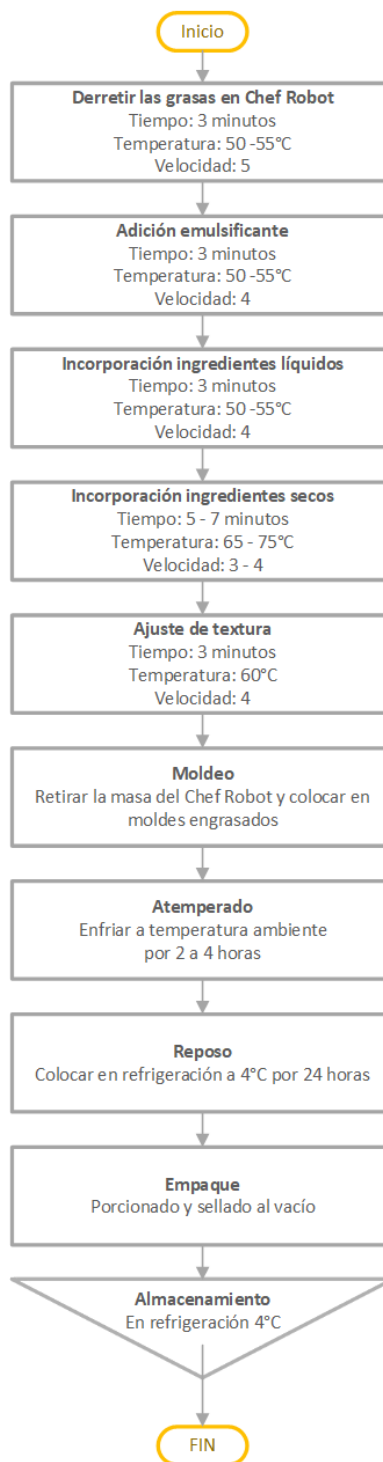 Inicio
Derretir las grasas en Chef Robot
Tiempo: 3 minutos
Temperatura: 50 -55°C
Velocidad: 5
Adición emulsificante
Tiempo: 3 minutos
Temperatura: 50 -55°C
Velocidad: 4
Incorporación ingredientes líquidos
Tiempo: 3 minutos
Temperatura: 50 -55°C
Velocidad: 4
Incorporación ingredientes secos
Tiempo: 5 - 7 minutos
Temperatura: 65 - 75°C
Velocidad: 3 - 4
Ajuste de textura
Tiempo: 3 minutos
Temperatura: 60°C
Velocidad: 4
Moldeo
Retirar la masa del Chef Robot y colocar en
moldes engrasados
Atemperado
Enfriar a temperatura ambiente
por 2 a 4 horas
Reposo
Colocar en refrigeración a 4°C por 24 horas
Empaque
Porcionado y sellado al vacío
Almacenamiento
En refrigeración 4°C
FIN